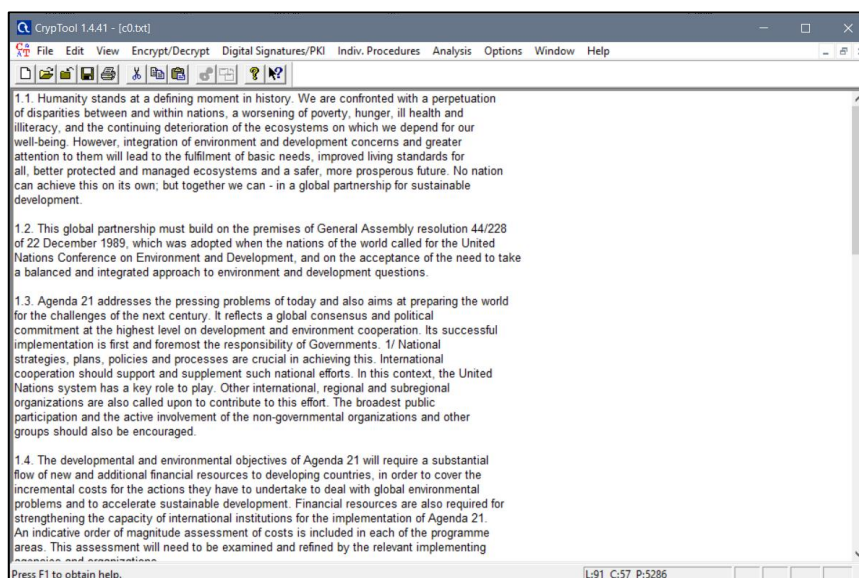 CrypTool 1.4.41 - [c0.txt]
File Edit View Encrypt/Decrypt Digital Signatures/PKI Indiv. Procedures Analysis Options Window Help
1.1. Humanity stands at a defining moment in history. We are confronted with a perpetuation
of disparities between and within nations, a worsening of poverty, hunger, ill health and
illiteracy, and the continuing deterioration of the ecosystems on which we depend for our
well-being. However, integration of environment and development concerns and greater
attention to them will lead to the fulfilment of basic needs, improved living standards for
all, better protected and managed ecosystems and a safer, more prosperous future. No nation
can achieve this on its own; but together we can - in a global partnership for sustainable
development.
1.2. This global partnership must build on the premises of General Assembly resolution 44/228
of 22 December 1989, which was adopted when the nations of the world called for the United
Nations Conference on Environment and Development, and on the acceptance of the need to take
a balanced and integrated approach to environment and development questions.
1.3. Agenda 21 addresses the pressing problems of today and also aims at preparing the world
for the challenges of the next century. It reflects a global consensus and political
commitment at the highest level on development and environment cooperation. Its successful
implementation is first and foremost the responsibility of Governments. 1/ National
strategies, plans, policies and processes are crucial in achieving this. International
cooperation should support and supplement such national efforts. In this context, the United
Nations system has a key role to play. Other international, regional and subregional
organizations are also called upon to contribute to this effort. The broadest public
participation and the active involvement of the non-governmental organizations and other
groups should also be encouraged.
1.4. The developmental and environmental objectives of Agenda 21 will require a substantial
flow of new and additional financial resources to developing countries, in order to cover the
incremental costs for the actions they have to undertake to deal with global environmental
problems and to accelerate sustainable development. Financial resources are also required for
strengthening the capacity of international institutions for the implementation of Agenda 21.
An indicative order of magnitude assessment of costs is included in each of the programme
areas. This assessment will need to be examined and refined by the relevant implementing
agencies and organizations.
Press F1 to obtain help. L:91 C:57 P:5286